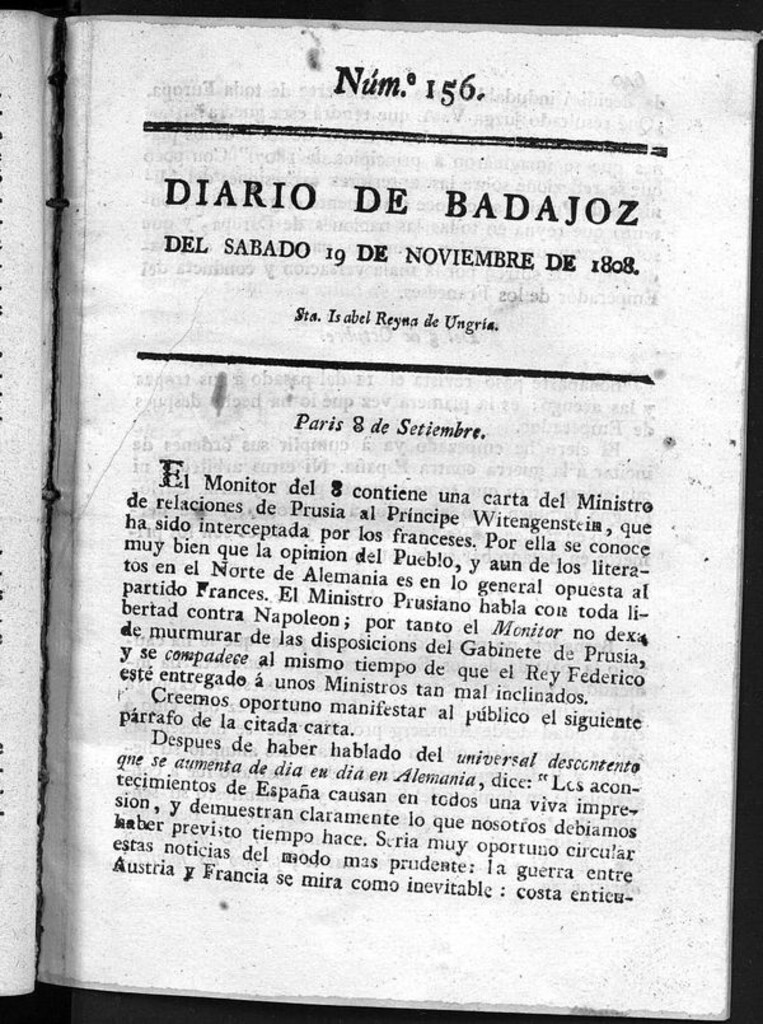 Núm.º 156.
DIARIO DE BADAJOZ
DEL SABADO 19 DE NOVIEMBRE DE 1808.
Sta. Isabel Reyna de Ungría.
Paris 8 de Setiembre.
El Monitor del 8 contiene una carta del Ministro
de relaciones de Prusia al Príncipe Witengenstein, que
ha sido interceptada por los franceses. Por ella se conoce
muy bien que la opinion del Pueblo, y aun de los litera-
tos en el Norte de Alemania es en lo general opuesta al
partido Frances. El Ministro Prusiano habla con toda li-
bertad contra Napoleon; por tanto el Monitor no dexa
de murmurar de las disposiciones del Gabinete de Prusia,
y se compadece al mismo tiempo de que el Rey Federico
esté entregado á unos Ministros tan mal inclinados.
Creemos oportuno manifestar al público el siguiente
párrafo de la citada carta.
Despues de haber hablado del universal descontento
que se aumenta de dia en dia en Alemania, dice: "Los acon-
tecimientos de España causan en todos una viva impre-
sion, y demuestran claramente lo que nosotros debiamos
haber previsto tiempo hace. Seria muy oportuno circular
estas noticias del modo mas prudente: la guerra entre
Austria y Francia se mira como inevitable: costa enticu-